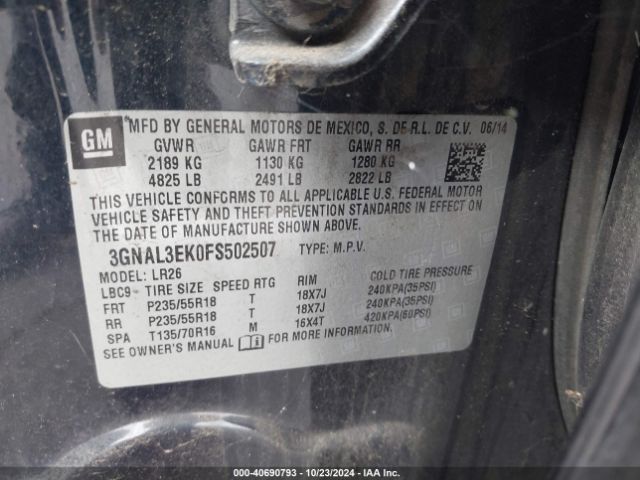 GM
MFD BY GENERAL MOTORS DE MEXICO, S. DE R.L. DE C.V. 06/14
GVWR GAWR FRT GAWR RR
2189 KG 1130 KG 1280 KG
4825 LB 2491 LB 2822 LB
THIS VEHICLE CONFORMS TO ALL APPLICABLE U.S. FEDERAL MOTOR
VEHICLE SAFETY AND THEFT PREVENTION STANDARDS IN EFFECT ON
THE DATE OF MANUFACTURE SHOWN ABOVE.
3GNAL3EK0FS502507 TYPE: M.P.V.
MODEL: LR26
LBC9- TIRE SIZE SPEED RTG RIM COLD TIRE PRESSURE
FRT P235/55R18 T 18X7J 240KPA(35PSI)
RR P235/55R18 T 18X7J 240KPA(35PSI)
SPA T135/70R16 M 16X4T 420KPA(60PSI)
SEE OWNER'S MANUAL FOR MORE INFORMATION.
000-40690793 - 10/23/2024 - IAA Inc.